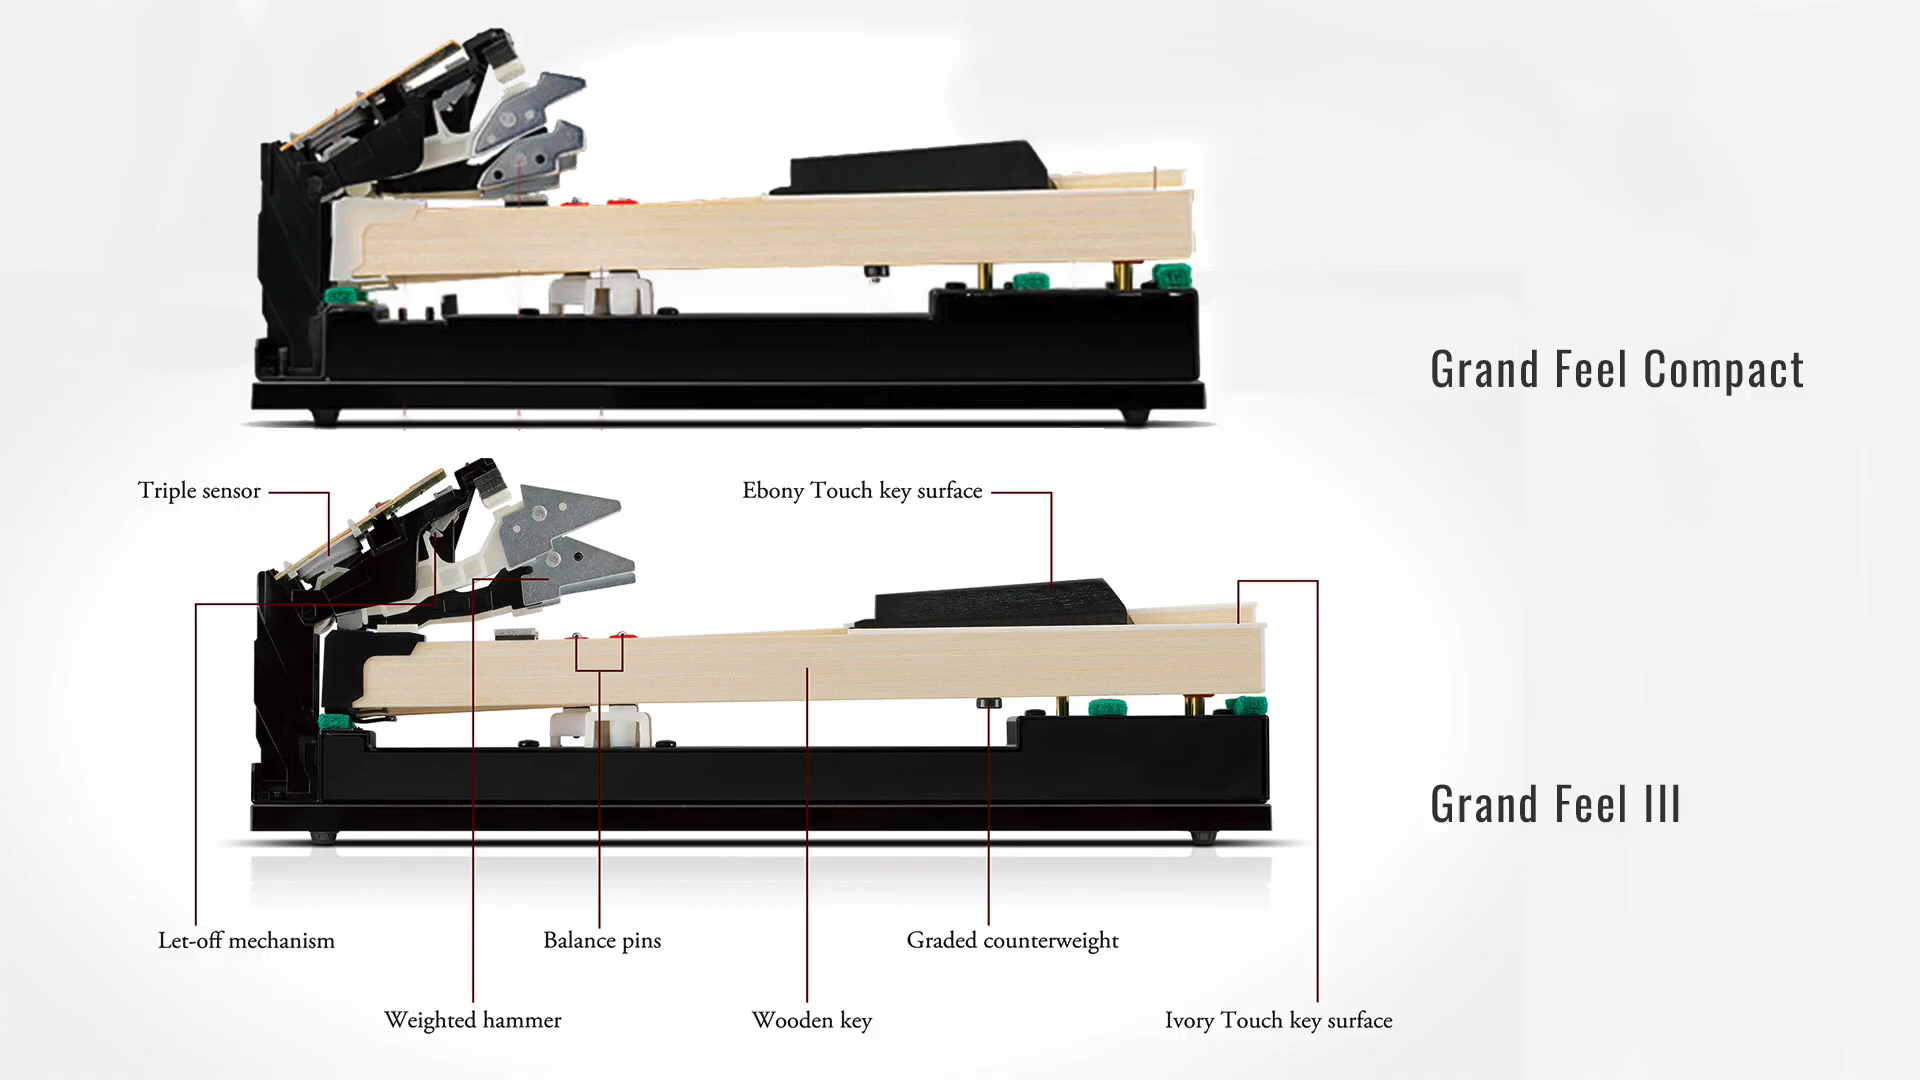 Grand Feel Compact
Triple sensor
Ebony Touch key surface
Grand Feel III
Let-off mechanism
Balance pins
Graded counterweight
Weighted hammer
Wooden key
Ivory Touch key surface